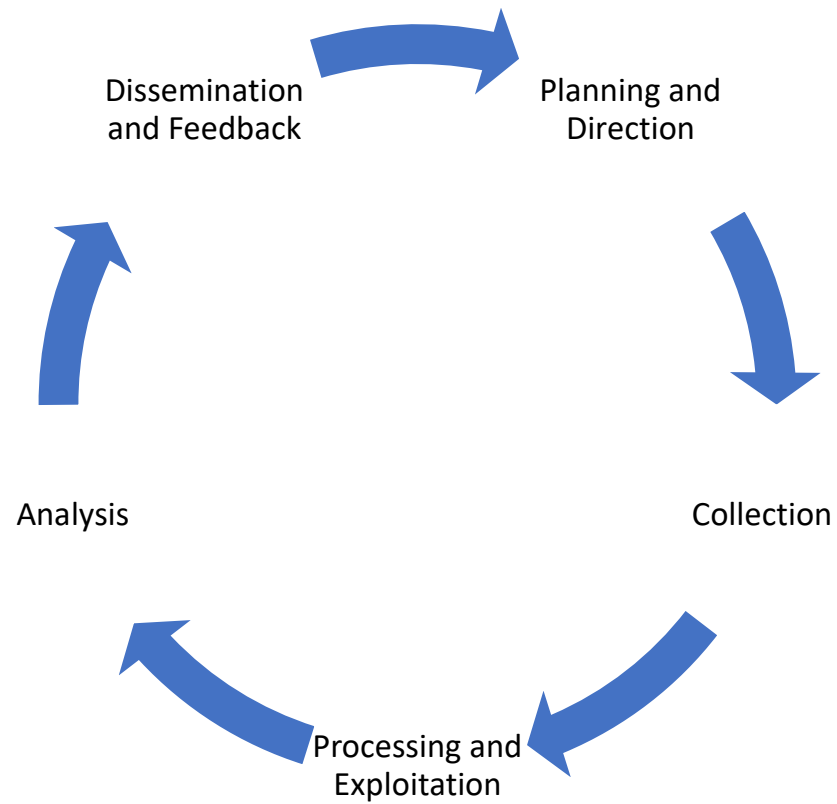 Dissemination
and Feedback
Planning and
Direction
Analysis
Collection
Processing and
Exploitation